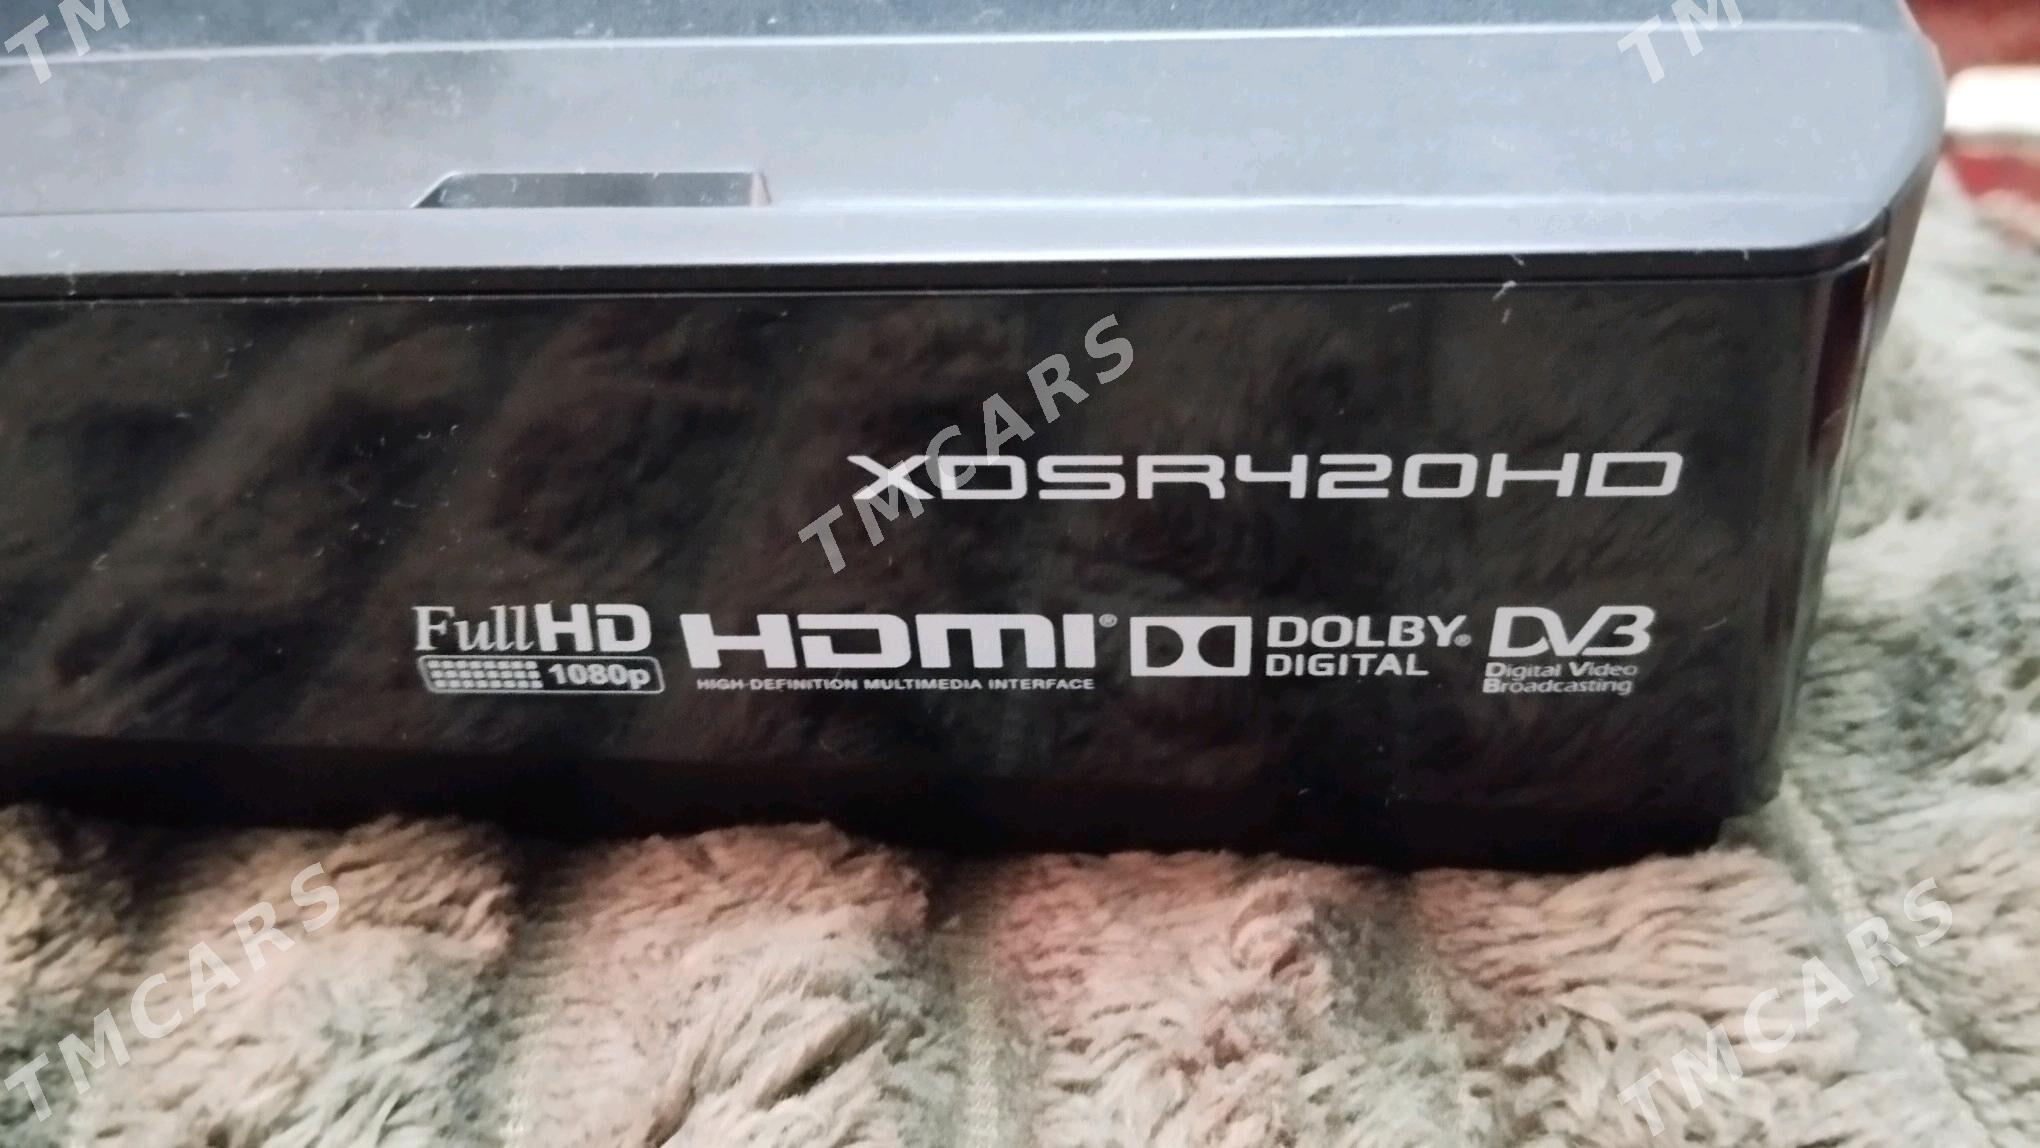 TM
TM
TMCARS
XDSR420HD
FullHD
1080p
HDMI®
HIGH-DEFINITION MULTIMEDIA INTERFACE
DOLBY®
DIGITAL
DVB
Digital Video
Broadcasting
TMCARS
TMCARS